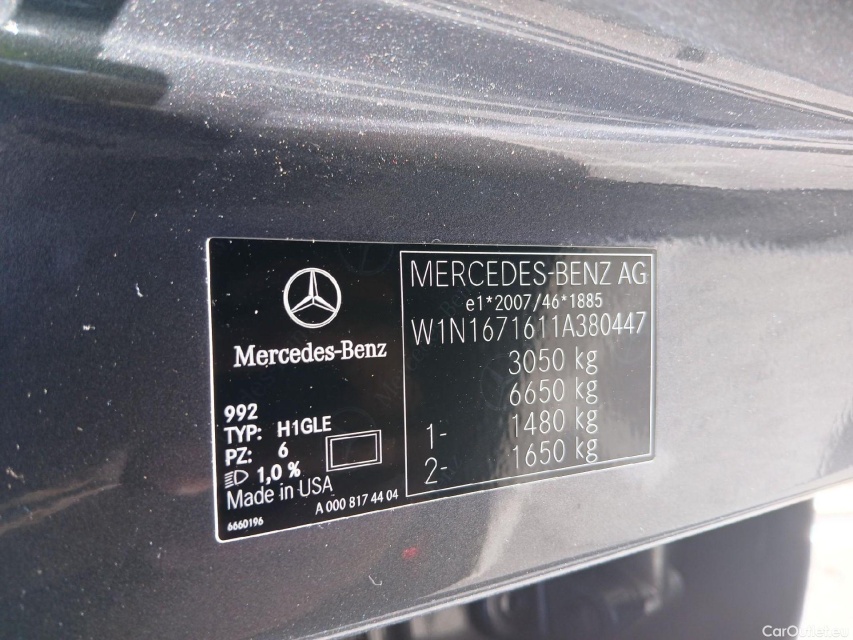 Mercedes-Benz
992
TYP: H1GLE
PZ: 6
1,0 %
Made in USA
6660196
A 000 817 44 04
MERCEDES-BENZ AG
e1*2007/46*1885
W1N1671611A380447
3050 kg
6650 kg
1- 1480 kg
2- 1650 kg
CarOutlet.eu